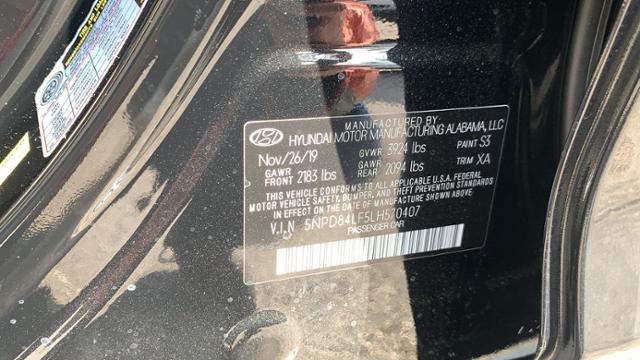 MANUFACTURED BY
HYUNDAI MOTOR MANUFACTURING ALABAMA, LLC
Nov/26/19 GVWR 3924 lbs PAINT S3
GAWR FRONT 2183 lbs GAWR REAR 2094 lbs TRIM XA
THIS VEHICLE CONFORMS TO ALL APPLICABLE U.S.A. FEDERAL
MOTOR VEHICLE SAFETY, BUMPER, AND THEFT PREVENTION STANDARDS
IN EFFECT ON THE DATE OF MANUFACTURE SHOWN ABOVE.
V.I.N 5NPD84LF5LH570407
PASSENGER CAR